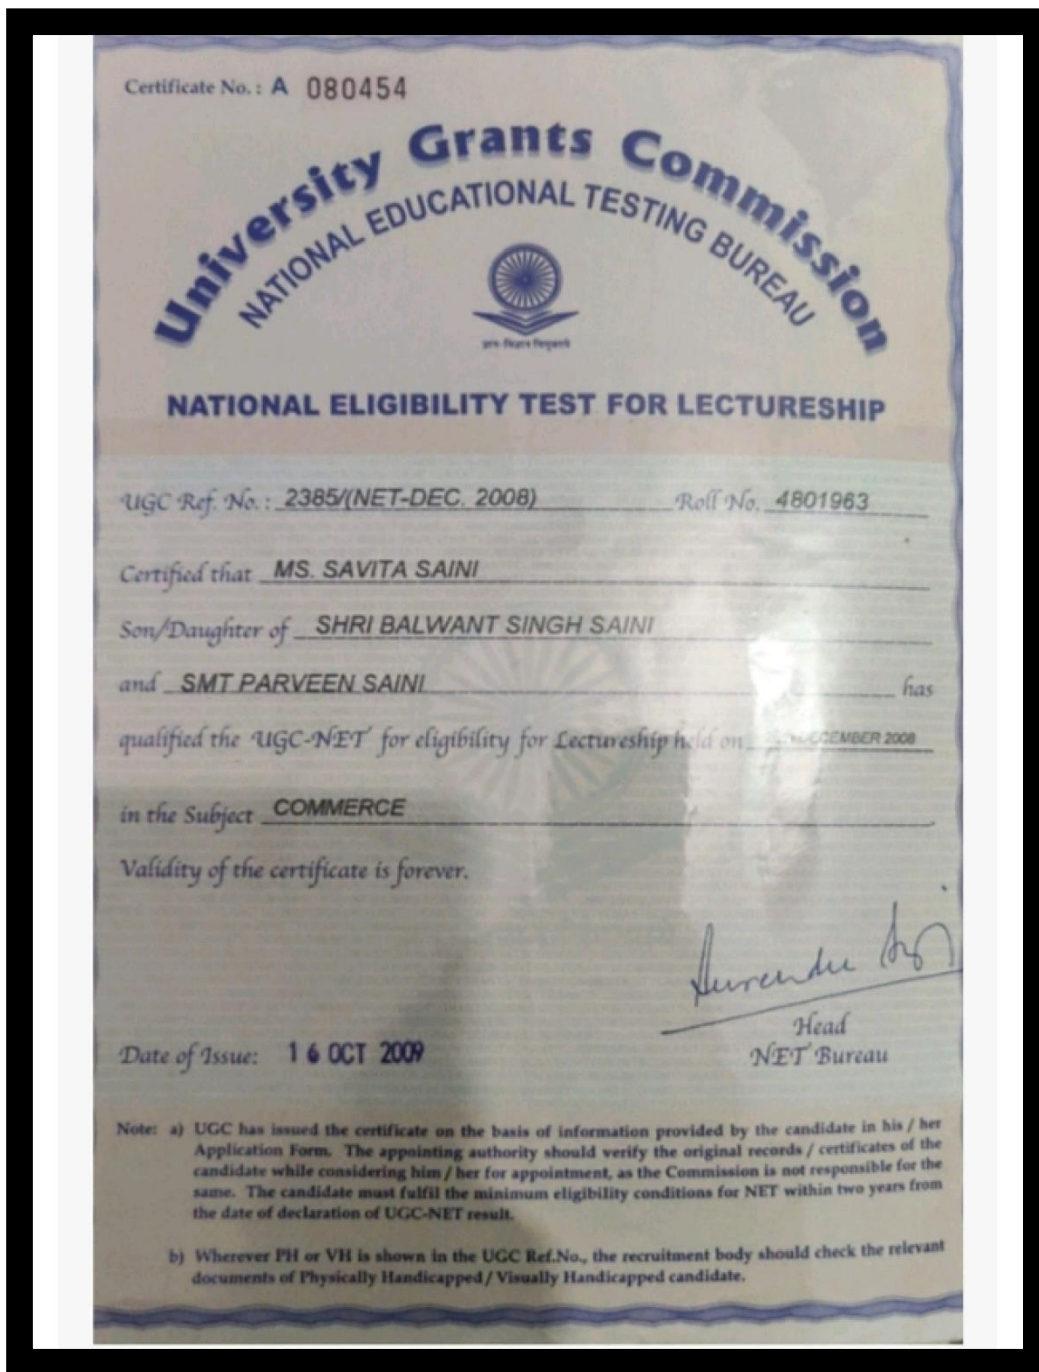 Certificate No. : A 080454
University Grants Commission
NATIONAL EDUCATIONAL TESTING BUREAU
ज्ञान-विज्ञान विमुक्तये
NATIONAL ELIGIBILITY TEST FOR LECTURESHIP
UGC Ref. No. : 2385/(NET-DEC. 2008) Roll No. 4801963
Certified that MS. SAVITA SAINI
Son/Daughter of SHRI BALWANT SINGH SAINI
and SMT PARVEEN SAINI has
qualified the UGC-NET for eligibility for Lectureship held on DECEMBER 2008
in the Subject COMMERCE
Validity of the certificate is forever.
Head
Date of Issue: 16 OCT 2009 NET Bureau
Note: a) UGC has issued the certificate on the basis of information provided by the candidate in his / her
Application Form. The appointing authority should verify the original records / certificates of the
candidate while considering him / her for appointment, as the Commission is not responsible for the
same. The candidate must fulfil the minimum eligibility conditions for NET within two years from
the date of declaration of UGC-NET result.
b) Wherever PH or VH is shown in the UGC Ref.No., the recruitment body should check the relevant
documents of Physically Handicapped / Visually Handicapped candidate.